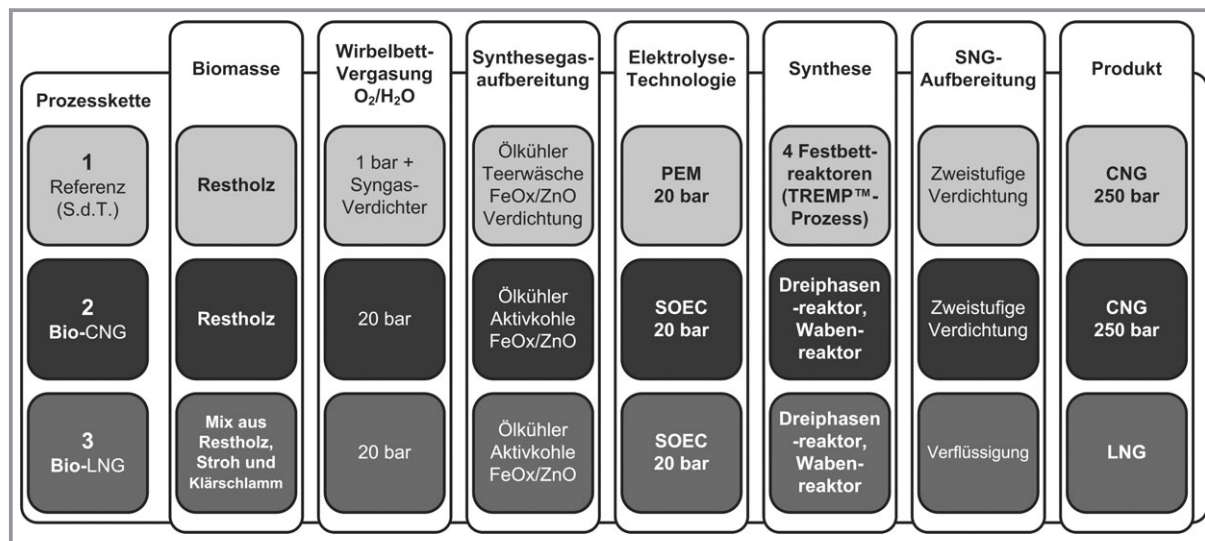 Prozesskette
Biomasse
Wirbelbett-
Vergasung
O₂/H₂O
Synthesegas-
aufbereitung
Elektrolyse-
Technologie
Synthese
SNG-
Aufbereitung
Produkt
1
Referenz
(S.d.T.)
Restholz
1 bar +
Syngas-
Verdichter
Ölkühler
Teerwäsche
FeOx/ZnO
Verdichtung
PEM
20 bar
4 Festbett-
reaktoren
(TREMP™-
Prozess)
Zweistufige
Verdichtung
CNG
250 bar
2
Bio-CNG
Restholz
20 bar
Ölkühler
Aktivkohle
FeOx/ZnO
SOEC
20 bar
Dreiphasen
-reaktor,
Waben-
reaktor
Zweistufige
Verdichtung
CNG
250 bar
3
Bio-LNG
Mix aus
Restholz,
Stroh und
Klärschlamm
20 bar
Ölkühler
Aktivkohle
FeOx/ZnO
SOEC
20 bar
Dreiphasen
-reaktor,
Waben-
reaktor
Verflüssigung
LNG